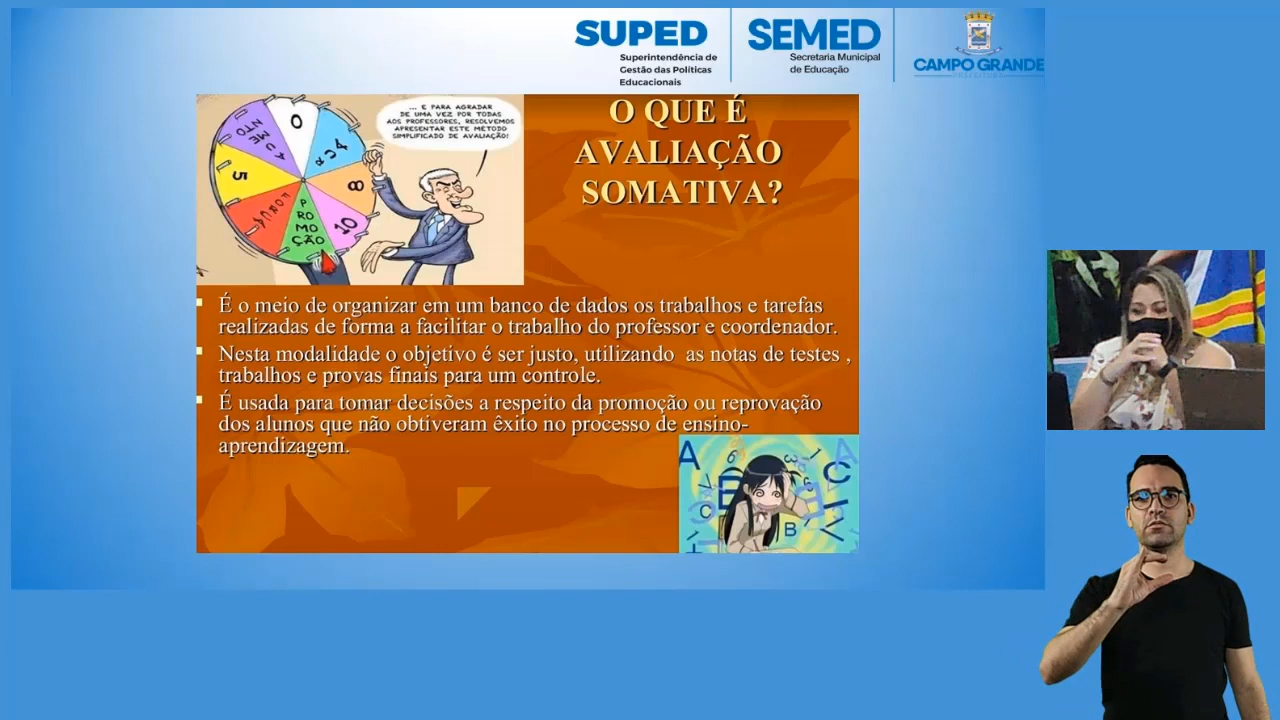 SUPED
Superintendência de
Gestão das Políticas
Educacionais
SEMED
Secretaria Municipal
de Educação
CAMPO GRANDE
PREFEITURA
... E PARA AGRADAR
DE UMA VEZ POR TODAS
AOS PROFESSORES, RESOLVEMOS
APRESENTAR ESTE MÉTODO
SIMPLIFICADO DE AVALIAÇÃO!
AUMENTO
0
8
10
PROMOÇÃO
5
O QUE É
AVALIAÇÃO
SOMATIVA?
É o meio de organizar em um banco de dados os trabalhos e tarefas
realizadas de forma a facilitar o trabalho do professor e coordenador.
Nesta modalidade o objetivo é ser justo, utilizando as notas de testes ,
trabalhos e provas finais para um controle.
É usada para tomar decisões a respeito da promoção ou reprovação
dos alunos que não obtiveram êxito no processo de ensino-
aprendizagem.